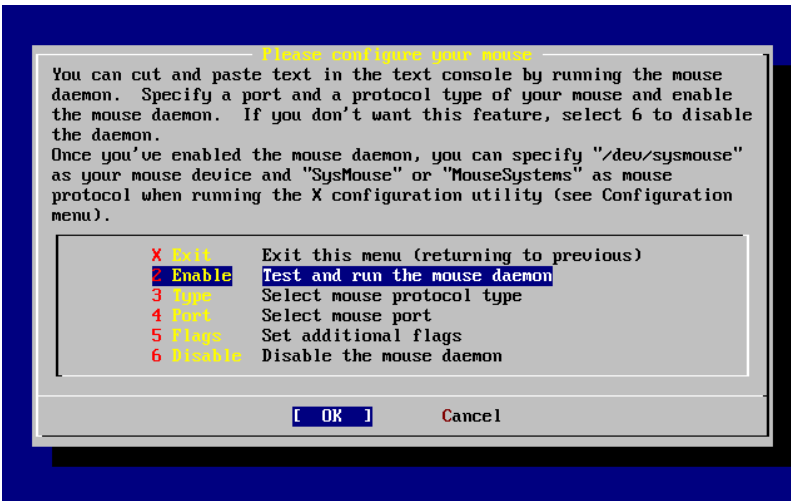 Please configure your mouse
You can cut and paste text in the text console by running the mouse
daemon.  Specify a port and a protocol type of your mouse and enable
the mouse daemon.  If you don't want this feature, select 6 to disable
the daemon.
Once you've enabled the mouse daemon, you can specify "/dev/sysmouse"
as your mouse device and "SysMouse" or "MouseSystems" as mouse
protocol when running the X configuration utility (see Configuration
menu).
X Exit    Exit this menu (returning to previous)
2 Enable  Test and run the mouse daemon
3 Type    Select mouse protocol type
4 Port    Select mouse port
5 Flags   Set additional flags
6 Disable Disable the mouse daemon
[  OK  ]    Cancel